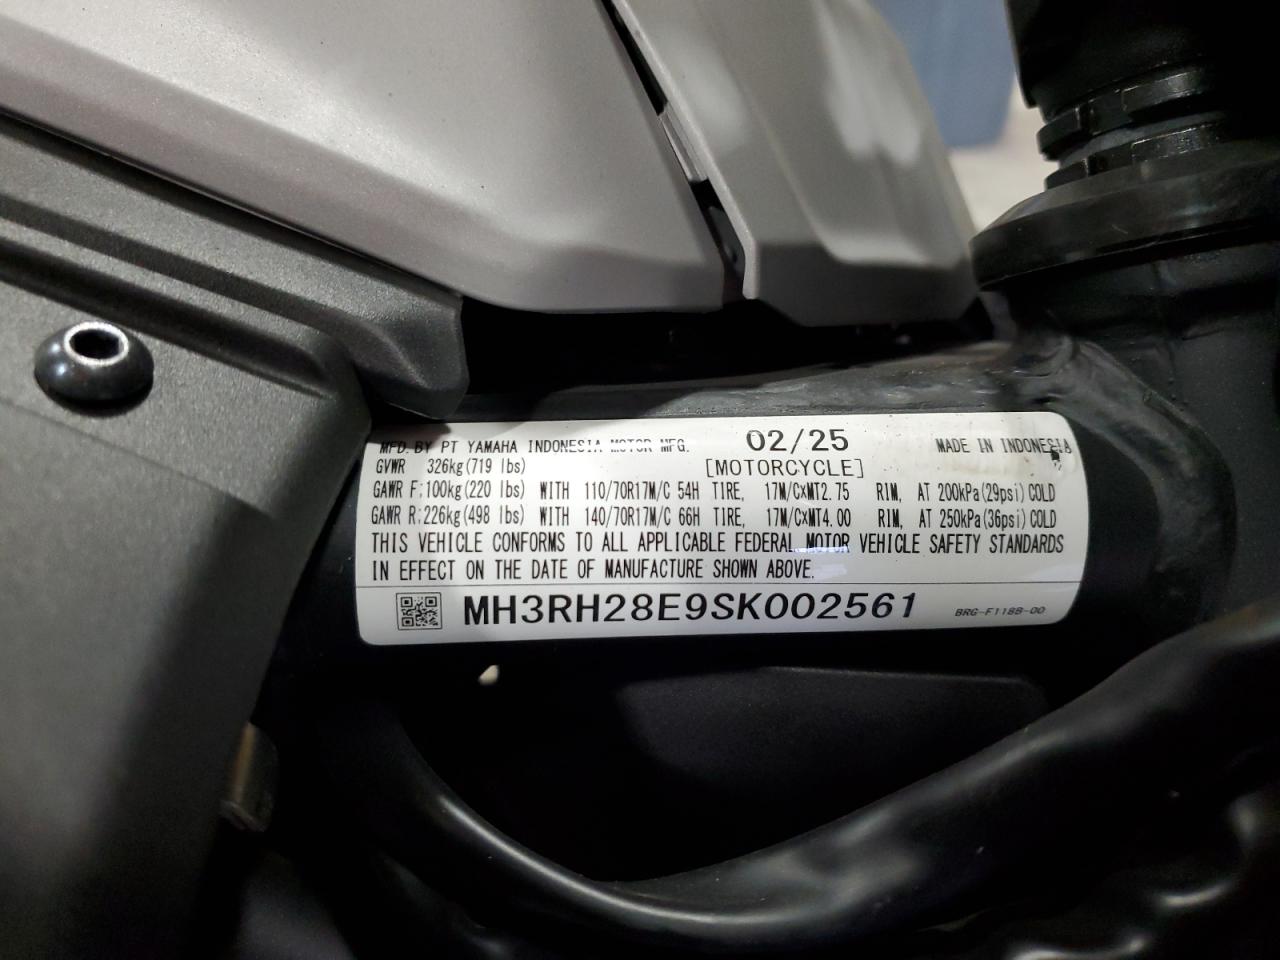 MFD. BY PT YAMAHA INDONESIA MOTOR MFG. 02/25 MADE IN INDONESIA
GVWR 326kg(719 lbs) [MOTORCYCLE]
GAWR F:100kg(220 lbs) WITH 110/70R17M/C 54H TIRE, 17M/C×MT2.75 RIM, AT 200kPa(29psi)COLD
GAWR R:226kg(498 lbs) WITH 140/70R17M/C 66H TIRE, 17M/C×MT4.00 RIM, AT 250kPa(36psi)COLD
THIS VEHICLE CONFORMS TO ALL APPLICABLE FEDERAL MOTOR VEHICLE SAFETY STANDARDS
IN EFFECT ON THE DATE OF MANUFACTURE SHOWN ABOVE.
MH3RH28E9SK002561 BRG-F118B-00